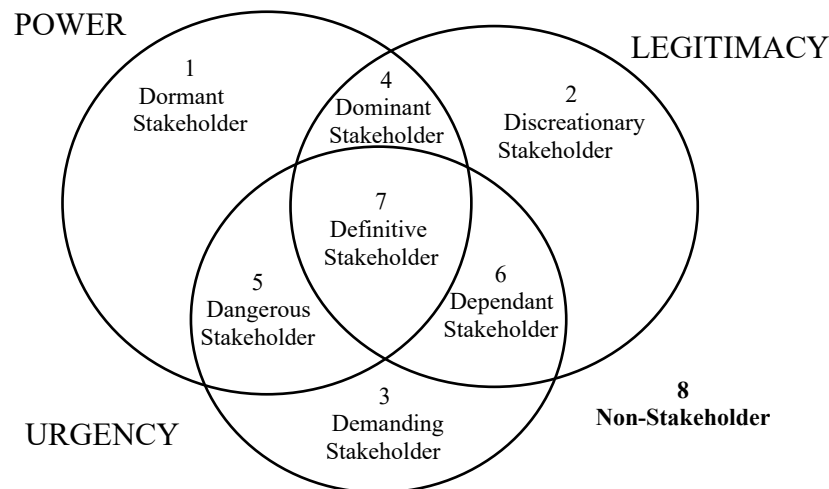 POWER
LEGITIMACY
1
Dormant
Stakeholder
4
Dominant
Stakeholder
2
Discreationary
Stakeholder
7
Definitive
Stakeholder
5
Dangerous
Stakeholder
6
Dependant
Stakeholder
3
Demanding
Stakeholder
8
Non-Stakeholder
URGENCY